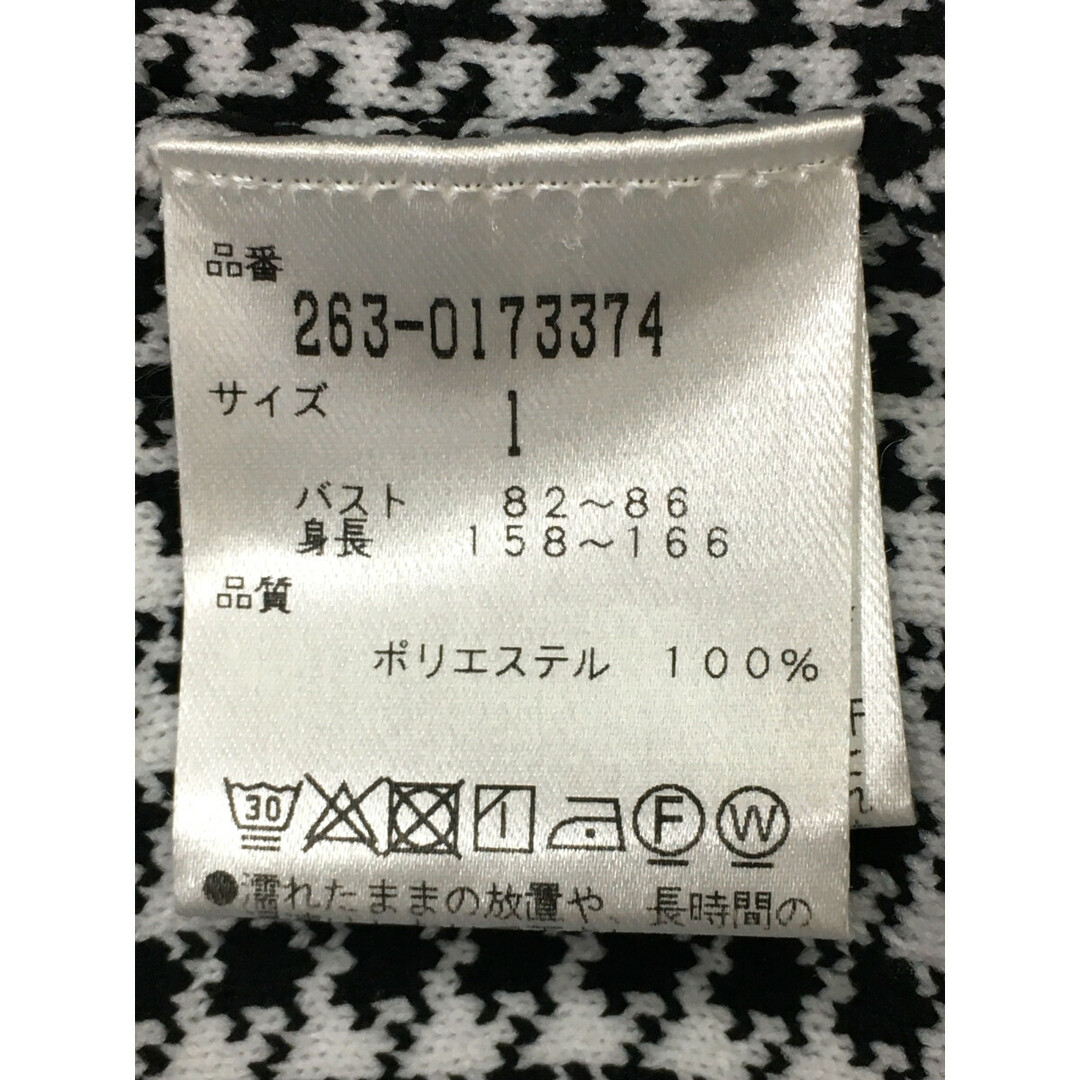 品番
263-0173374
サイズ 1
バスト 82～86
身長 158～166
品質
ポリエステル 100%
30 F W
●濡れたままの放置や、長時間の